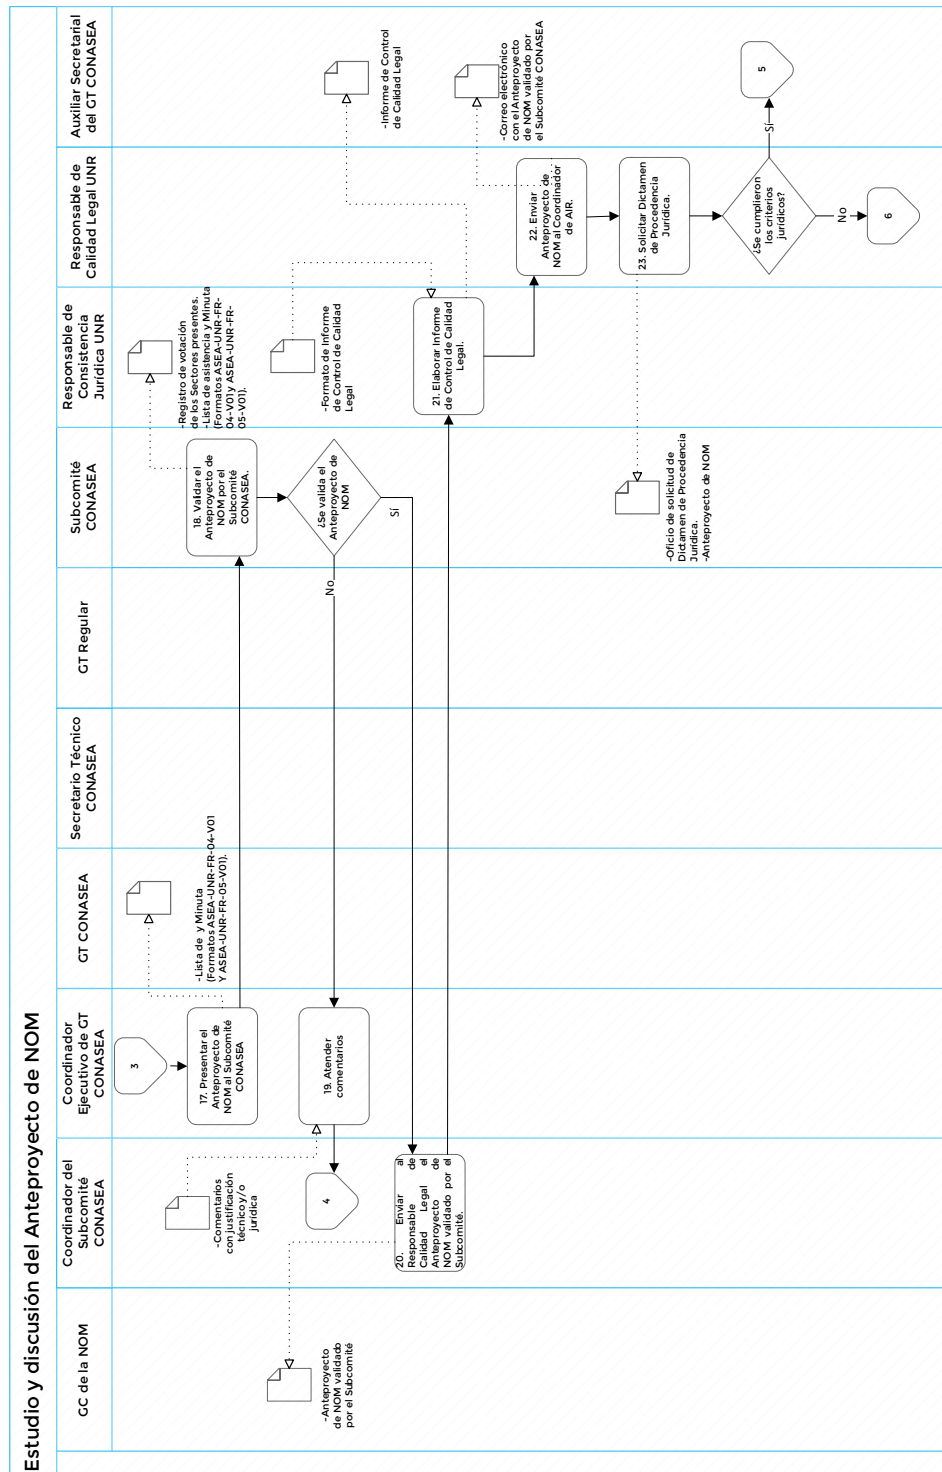 Estudio y discusión del Anteproyecto de NOM
GC de la NOM
Coordinador del
Subcomité
CONASEA
Coordinador
Ejecutivo de GT
CONASEA
GT CONASEA
Secretario Técnico
CONASEA
GT Regular
Subcomité
CONASEA
Responsable de
Consistencia
Jurídica UNR
Responsable de
Calidad Legal UNR
Auxiliar Secretarial
del GT CONASEA
3
17. Presentar el
Anteproyecto de
NOM al Subcomité
CONASEA
-Lista de y Minuta
(Formatos ASEA-UNR-FR-04-V01
Y ASEA-UNR-FR-05-V01).
18. Validar el
Anteproyecto de
NOM por el
Subcomité
CONASEA.
-Registro de votación
de los Sectores presentes.
-Lista de asistencia y Minuta
(Formatos ASEA-UNR-FR-
04-V01y ASEA-UNR-FR-
05-V01).
¿Se valida el
Anteproyecto de
NOM
No
Sí
-Comentarios
con justificación
técnico y/o
jurídica
19. Atender
comentarios
4
20. Enviar al
Responsable de
Calidad Legal el
Anteproyecto de
NOM validado por el
Subcomité.
-Anteproyecto
de NOM validado
por el Subcomité
-Formato de Informe
de Control de Calidad
Legal
21. Elaborar Informe
de Control de Calidad
Legal.
-Informe de Control
de Calidad Legal
22. Enviar
Anteproyecto de
NOM al Coordinador
de AIR.
-Correo electrónico
con el Anteproyecto
de NOM validado por
el Subcomité CONASEA
23. Solicitar Dictamen
de Procedencia
Jurídica.
-Oficio de solicitud de
Dictamen de Procedencia
Jurídica.
-Anteproyecto de NOM
¿Se cumplieron
los criterios
jurídicos?
Sí
5
No
6